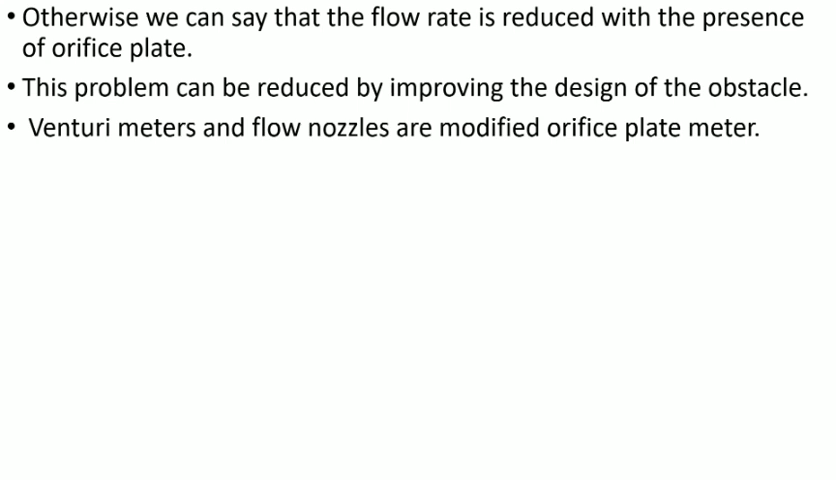 • Otherwise we can say that the flow rate is reduced with the presence
of orifice plate.
• This problem can be reduced by improving the design of the obstacle.
• Venturi meters and flow nozzles are modified orifice plate meter.